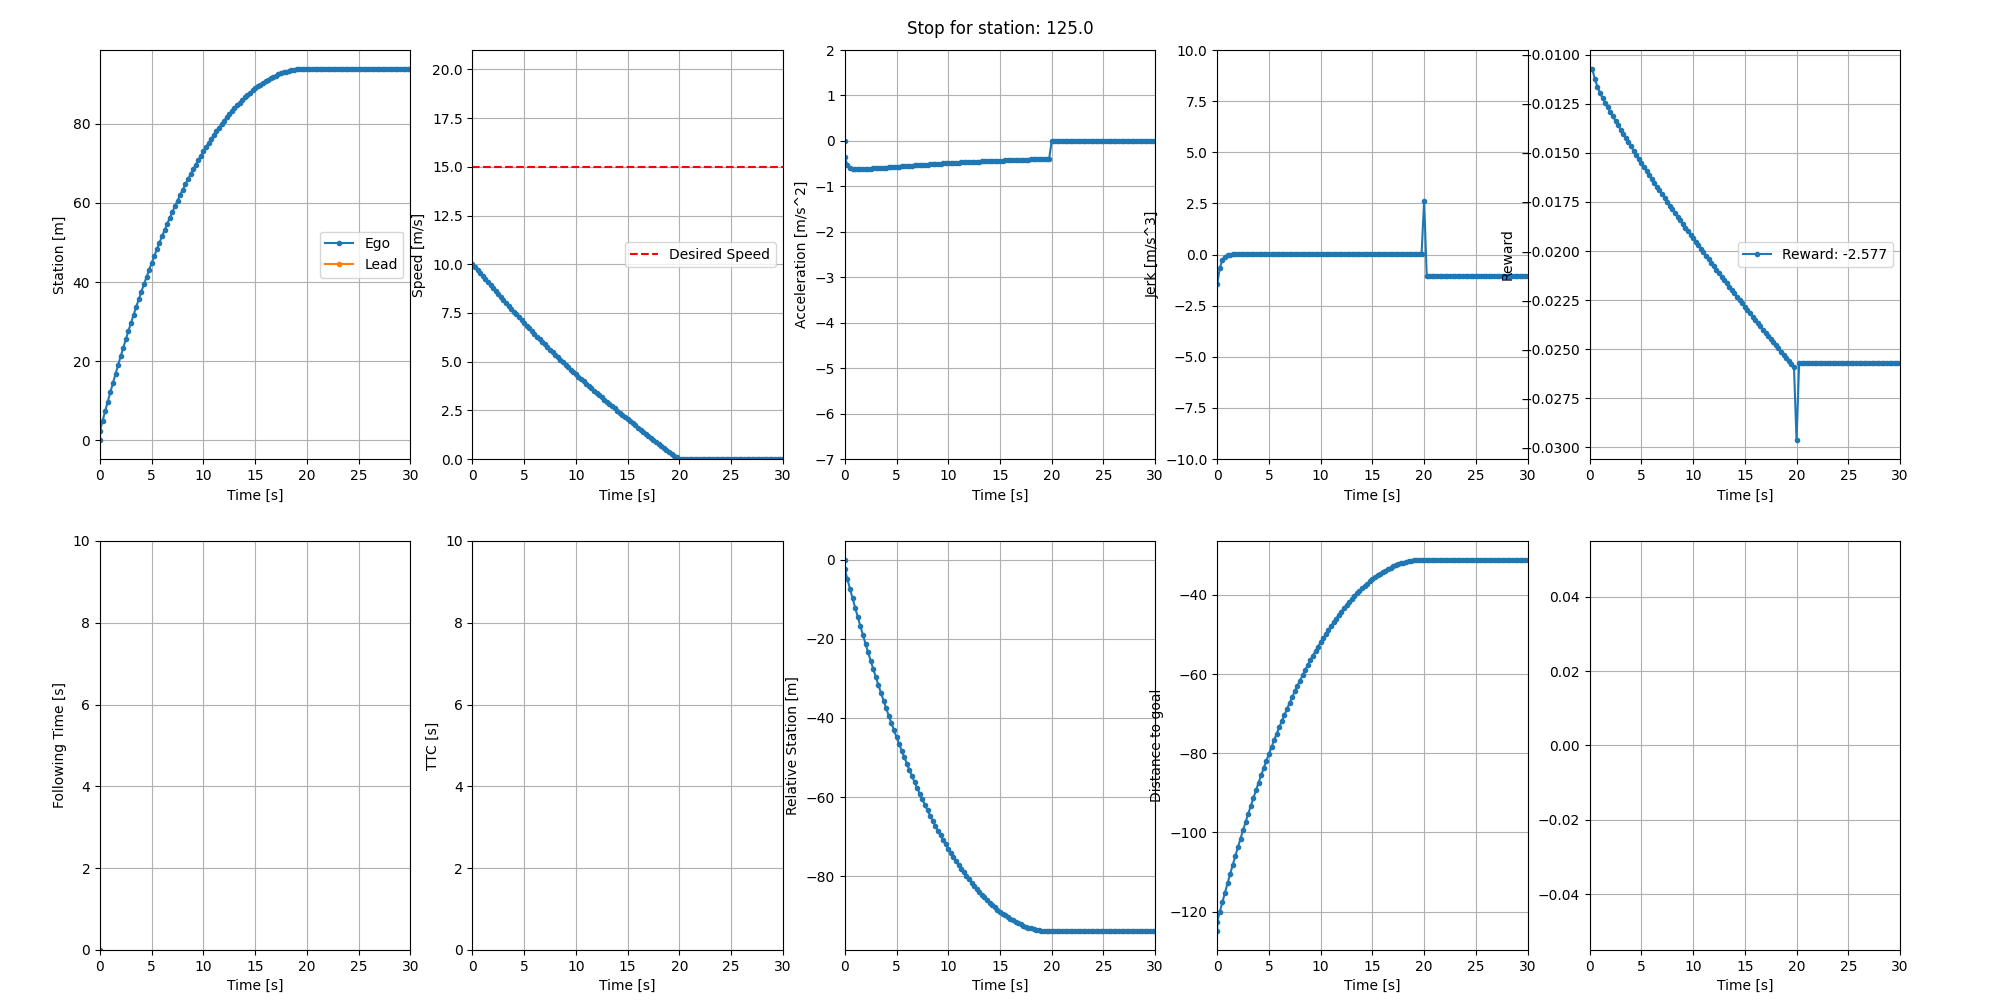 Stop for station: 125.0
Station [m]
80
60
40
20
0
Ego
Lead
0 5 10 15 20 25 30
Time [s]
Speed [m/s]
20.0
17.5
15.0
12.5
10.0
7.5
5.0
2.5
0.0
Desired Speed
0 5 10 15 20 25 30
Time [s]
Acceleration [m/s^2]
2
1
0
−1
−2
−3
−4
−5
−6
−7
0 5 10 15 20 25 30
Time [s]
Jerk [m/s^3]
10.0
7.5
5.0
2.5
0.0
−2.5
−5.0
−7.5
−10.0
0 5 10 15 20 25 30
Time [s]
Reward
−0.0100
−0.0125
−0.0150
−0.0175
−0.0200
−0.0225
−0.0250
−0.0275
−0.0300
Reward: -2.577
0 5 10 15 20 25 30
Time [s]
Following Time [s]
10
8
6
4
2
0
0 5 10 15 20 25 30
Time [s]
TTC [s]
10
8
6
4
2
0
0 5 10 15 20 25 30
Time [s]
Relative Station [m]
0
−20
−40
−60
−80
0 5 10 15 20 25 30
Time [s]
Distance to goal
−40
−60
−80
−100
−120
0 5 10 15 20 25 30
Time [s]
0.04
0.02
0.00
−0.02
−0.04
0 5 10 15 20 25 30
Time [s]